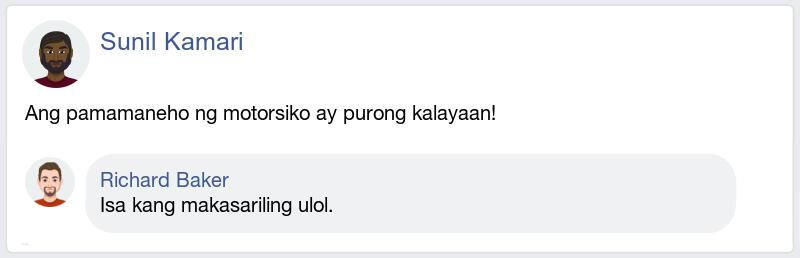 Sunil Kamari
Ang pamamaneho ng motorsiko ay purong kalayaan!
Richard Baker
Isa kang makasariling ulol.